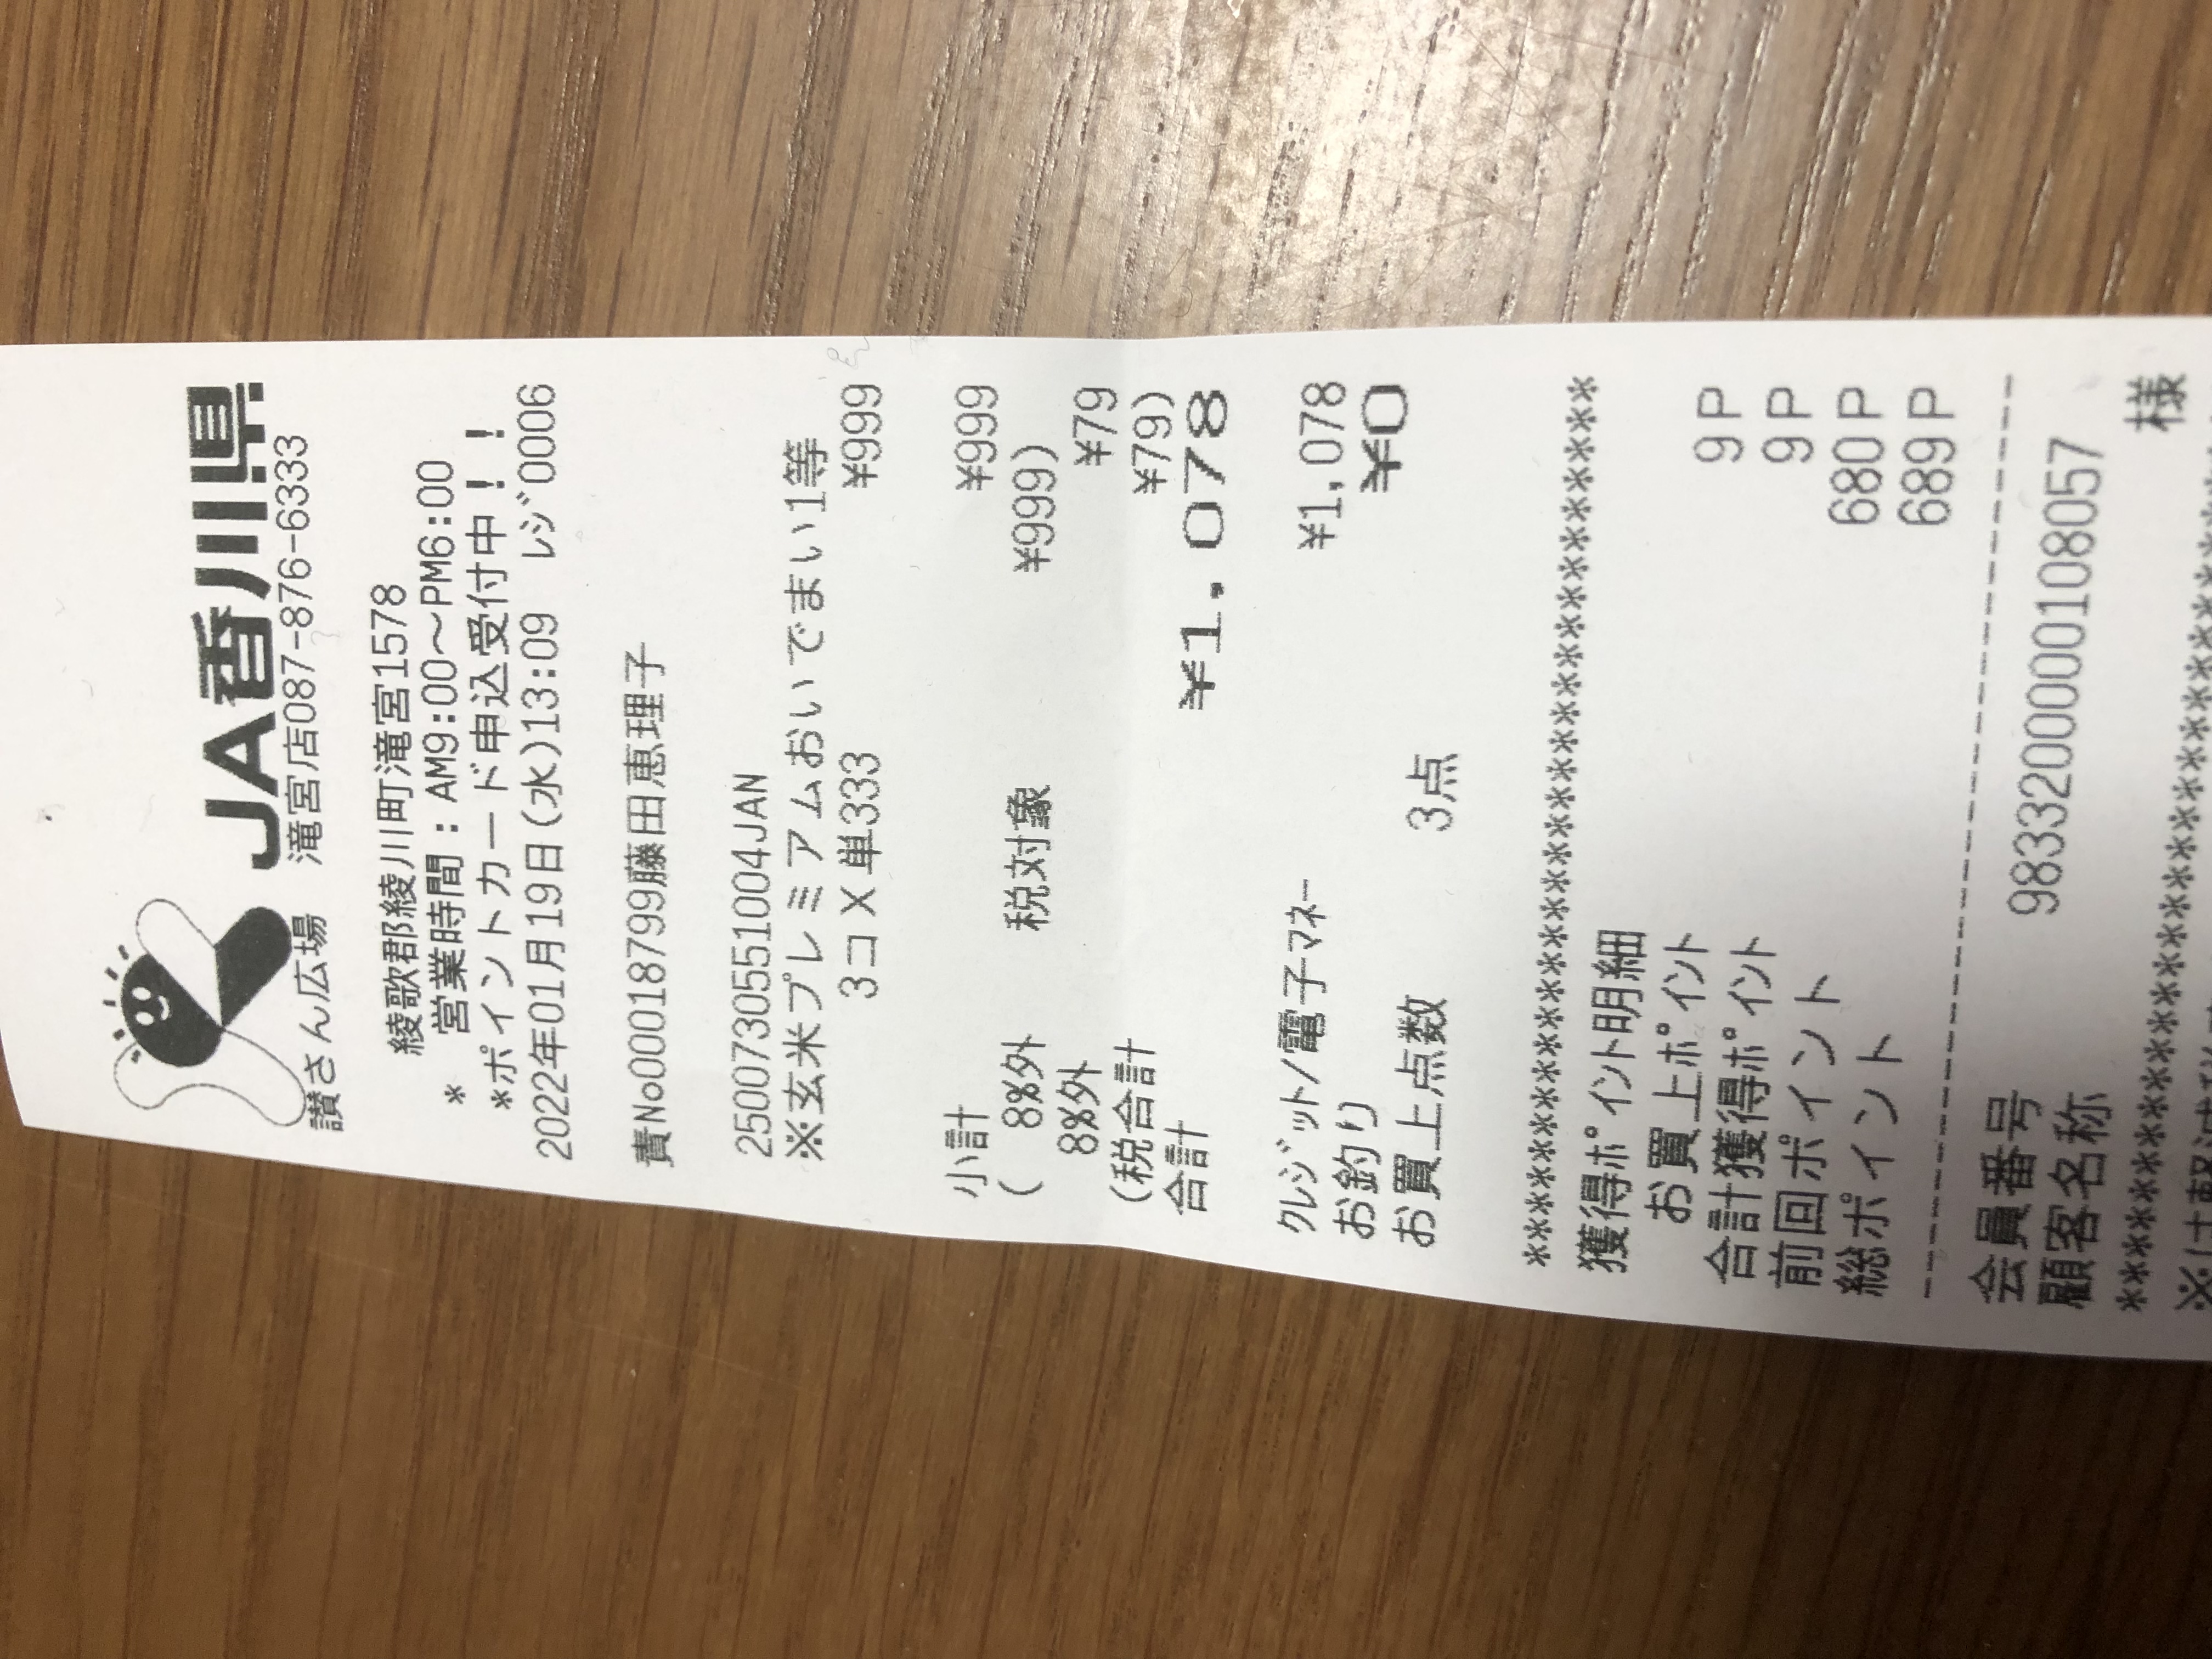 JA香川県
讃さん広場 滝宮店087-876-6333
綾歌郡綾川町滝宮1578
* 営業時間:AM9:00～PM6:00
*ポイントカード申込受付中!!
2022年01月19日(水)13:09 レジ0006
責No00018799藤田恵理子
2500730551004JAN
※玄米プレミアムおいでまい1等
3コX単333 ¥999
小計 ¥999
( 8%外 税対象 ¥999)
8%外 ¥79
(税合計 ¥79)
合計 ¥1,078
クレジット/電子マネー ¥1,078
お釣り ¥0
お買上点数 3点
****************************************
獲得ポイント明細
お買上ポイント 9P
合計獲得ポイント 9P
前回ポイント 680P
総ポイント 689P
----------------------------------------
会員番号 983320000108057
顧客名称 様
****************************************